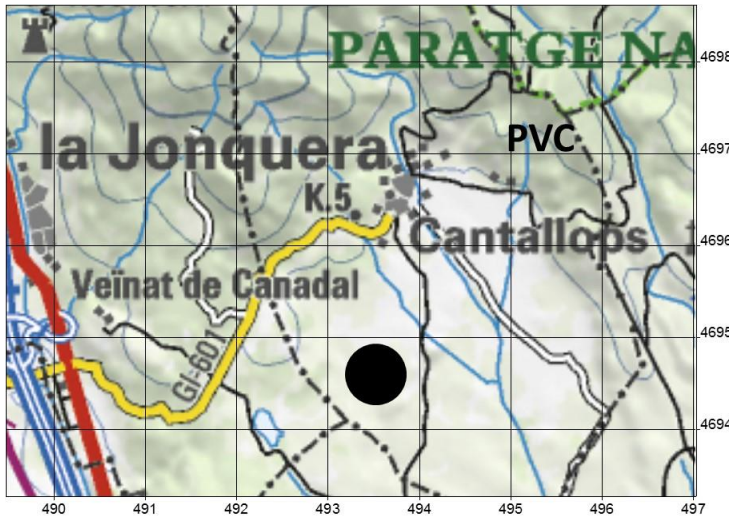 PARATGE NA
4698
PVC
4697
la Jonquera
K.5
Cantallops
4696
Veïnat de Canadal
GI-601
4695
4694
490 491 492 493 494 495 496 497